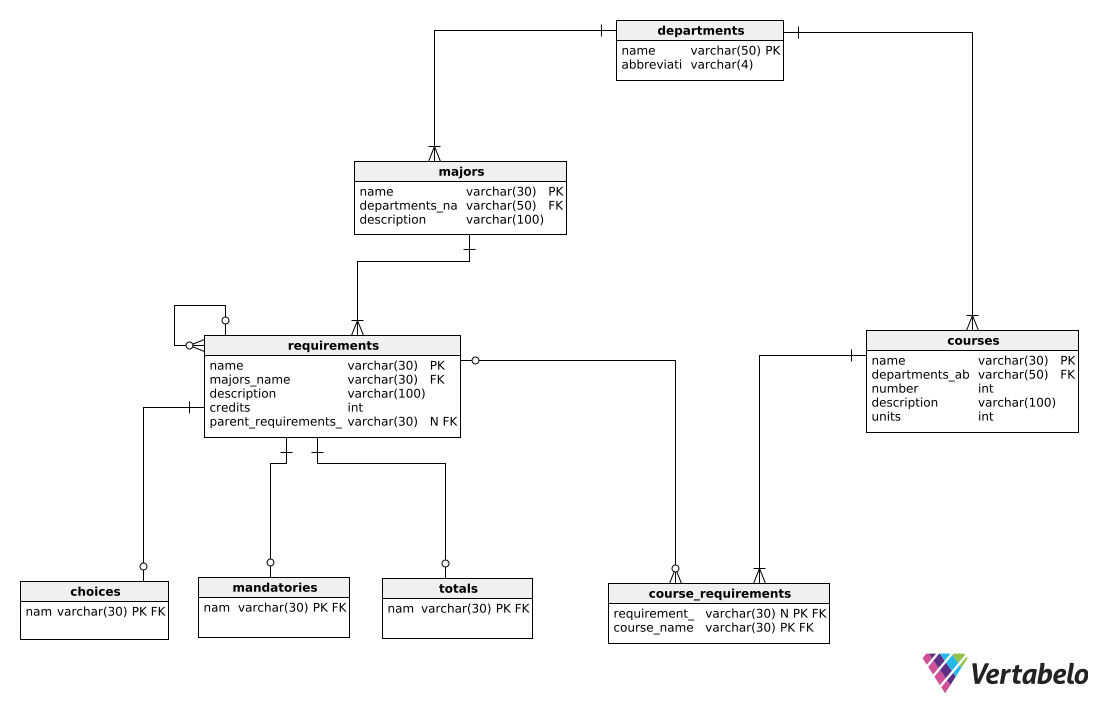 departments
name varchar(50) PK
abbreviati varchar(4)
majors
name varchar(30) PK
departments_na varchar(50) FK
description varchar(100)
requirements
name varchar(30) PK
majors_name varchar(30) FK
description varchar(100)
credits int
parent_requirements_ varchar(30) N FK
courses
name varchar(30) PK
departments_ab varchar(50) FK
number int
description varchar(100)
units int
choices
nam varchar(30) PK FK
mandatories
nam varchar(30) PK FK
totals
nam varchar(30) PK FK
course_requirements
requirement_ varchar(30) N PK FK
course_name varchar(30) PK FK
Vertabelo